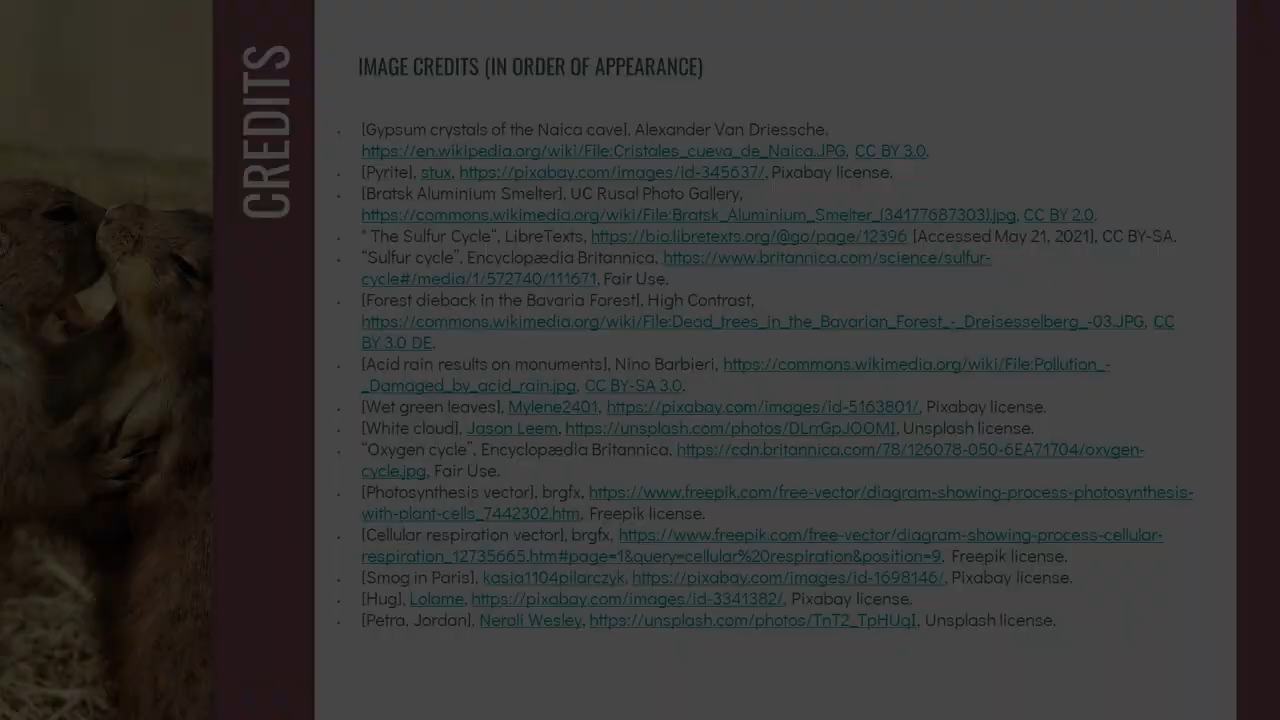 CREDITS
IMAGE CREDITS (IN ORDER OF APPEARANCE)
[Gypsum crystals of the Naica cave], Alexander Van Driessche,
https://en.wikipedia.org/wiki/File:Cristales_cueva_de_Naica.JPG, CC BY 3.0.
[Pyrite], stux, https://pixabay.com/images/id-345637/, Pixabay license.
[Bratsk Aluminium Smelter], UC Rusal Photo Gallery,
https://commons.wikimedia.org/wiki/File:Bratsk_Aluminium_Smelter_(34177687303).jpg, CC BY 2.0.
" The Sulfur Cycle", LibreTexts, https://bio.libretexts.org/@go/page/12396 [Accessed May 21, 2021], CC BY-SA.
"Sulfur cycle", Encyclopædia Britannica, https://www.britannica.com/science/sulfur-
cycle#/media/1/572740/111671, Fair Use.
[Forest dieback in the Bavaria Forest], High Contrast,
https://commons.wikimedia.org/wiki/File:Dead_trees_in_the_Bavarian_Forest_-_Dreisesselberg_-03.JPG, CC
BY 3.0 DE.
[Acid rain results on monuments], Nino Barbieri, https://commons.wikimedia.org/wiki/File:Pollution_-
_Damaged_by_acid_rain.jpg, CC BY-SA 3.0.
[Wet green leaves], Mylene2401, https://pixabay.com/images/id-5163801/, Pixabay license.
[White cloud], Jason Leem, https://unsplash.com/photos/DLnrGpJOOMI, Unsplash license.
"Oxygen cycle", Encyclopædia Britannica, https://cdn.britannica.com/78/126078-050-6EA71704/oxygen-
cycle.jpg, Fair Use.
[Photosynthesis vector], brgfx, https://www.freepik.com/free-vector/diagram-showing-process-photosynthesis-
with-plant-cells_7442302.htm, Freepik license.
[Cellular respiration vector], brgfx, https://www.freepik.com/free-vector/diagram-showing-process-cellular-
respiration_12735665.htm#page=1&query=cellular%20respiration&position=9, Freepik license.
[Smog in Paris], kasia1104pilarczyk, https://pixabay.com/images/id-1698146/, Pixabay license.
[Hug], Lolame, https://pixabay.com/images/id-3341382/, Pixabay license.
[Petra, Jordan], Neroli Wesley, https://unsplash.com/photos/TnT2_TpHUqI, Unsplash license.